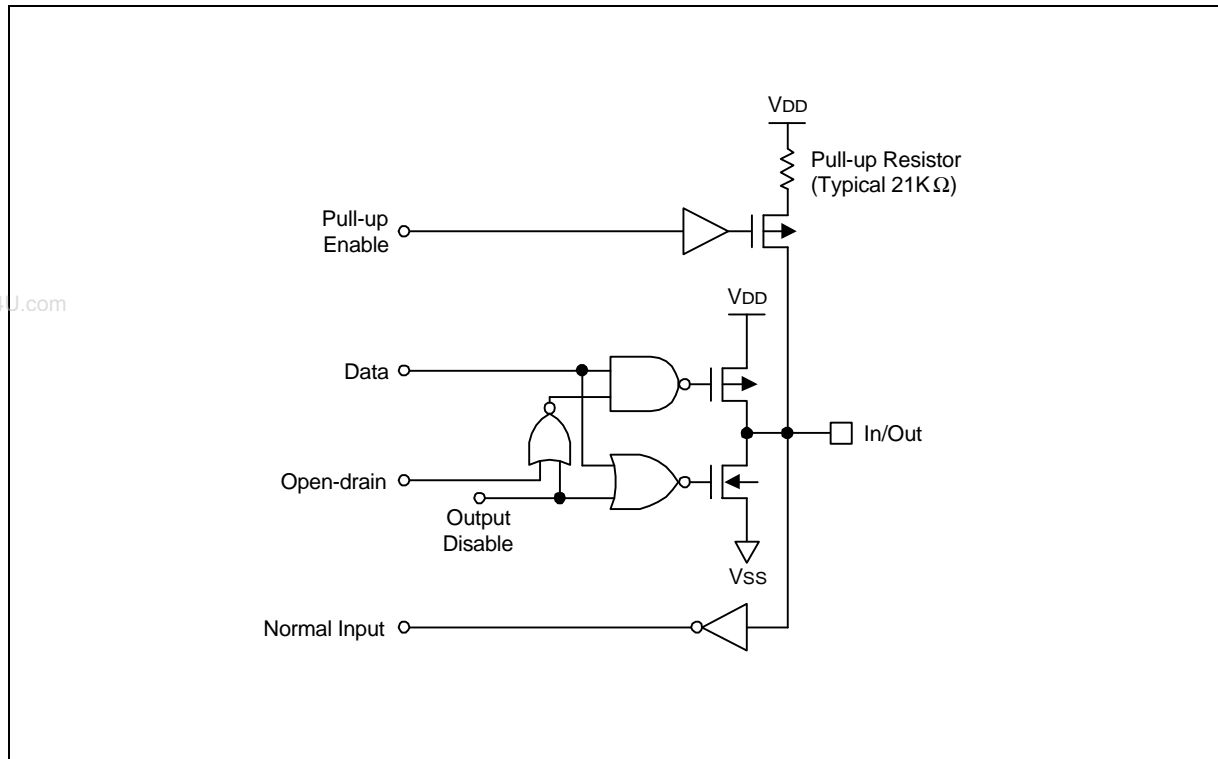 VDD
Pull-up Resistor
(Typical 21KΩ)
Pull-up
Enable
4U.com
VDD
Data
In/Out
Open-drain
Output
Disable
VSS
Normal Input